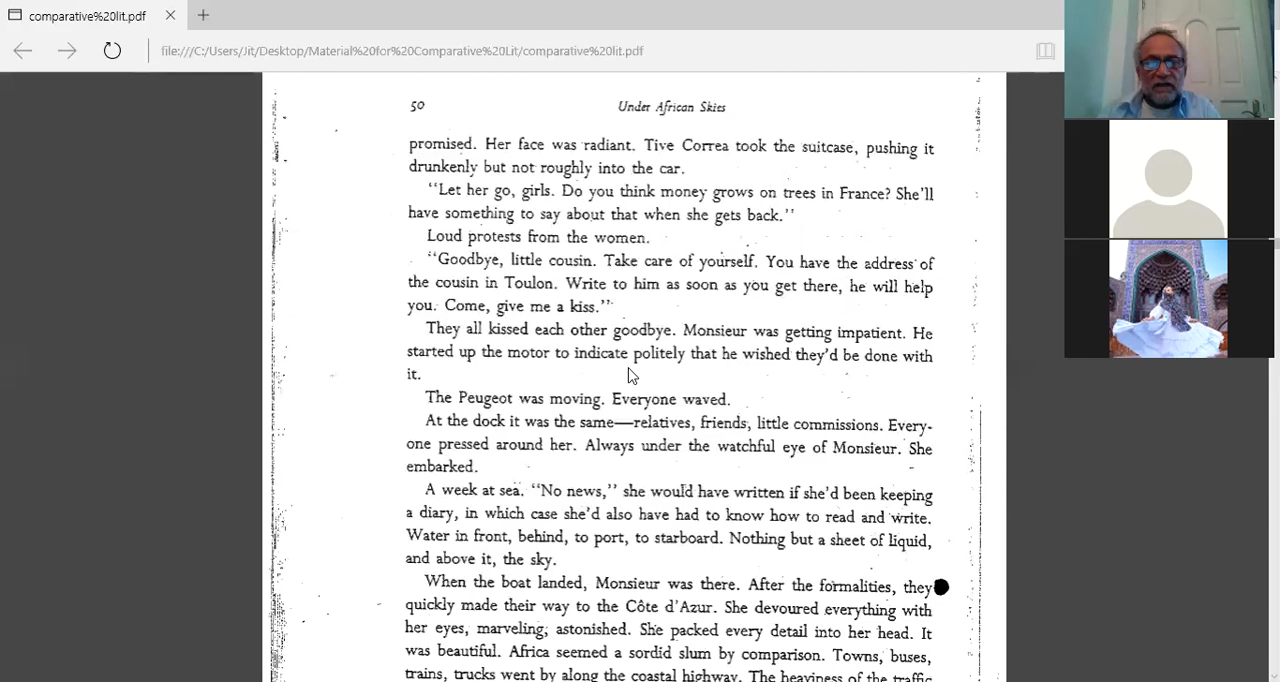 comparative%20lit.pdf
file:///C:/Users/Jit/Desktop/Material%20for%20Comparative%20Lit/comparative%20lit.pdf
50 Under African Skies
promised. Her face was radiant. Tive Correa took the suitcase, pushing it
drunkenly but not roughly into the car.
"Let her go, girls. Do you think money grows on trees in France? She'll
have something to say about that when she gets back."
Loud protests from the women.
"Goodbye, little cousin. Take care of yourself. You have the address of
the cousin in Toulon. Write to him as soon as you get there, he will help
you. Come, give me a kiss."
They all kissed each other goodbye. Monsieur was getting impatient. He
started up the motor to indicate politely that he wished they'd be done with
it.
The Peugeot was moving. Everyone waved.
At the dock it was the same—relatives, friends, little commissions. Every-
one pressed around her. Always under the watchful eye of Monsieur. She
embarked.
A week at sea. "No news," she would have written if she'd been keeping
a diary, in which case she'd also have had to know how to read and write.
Water in front, behind, to port, to starboard. Nothing but a sheet of liquid,
and above it, the sky.
When the boat landed, Monsieur was there. After the formalities, they
quickly made their way to the Côte d'Azur. She devoured everything with
her eyes, marveling, astonished. She packed every detail into her head. It
was beautiful. Africa seemed a sordid slum by comparison. Towns, buses,
trains, trucks went by along the coastal highway. The heaviness of the traffic